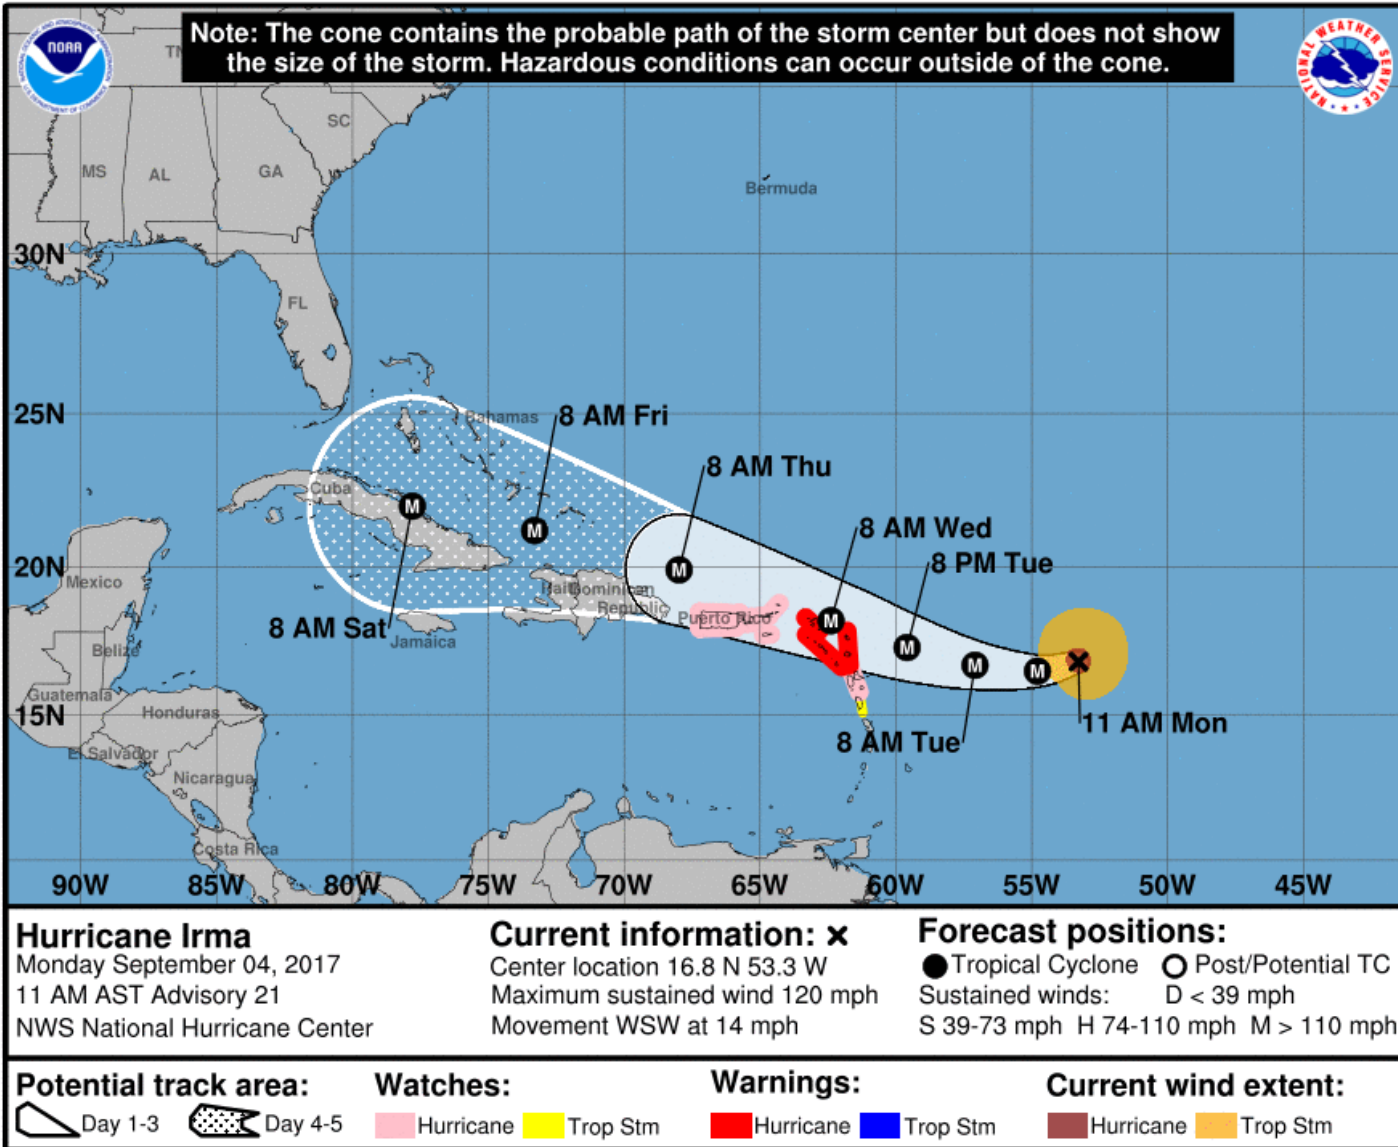 Note: The cone contains the probable path of the storm center but does not show
the size of the storm. Hazardous conditions can occur outside of the cone.
NOAA
NATIONAL WEATHER SERVICE
TN
SC
MS
AL
GA
Bermuda
30N
FL
25N
Bahamas
8 AM Fri
8 AM Thu
Cuba
8 AM Wed
8 PM Tue
20N
Mexico
Haiti
Dominican
Republic
Puerto Rico
8 AM Sat
Jamaica
Belize
Guatemala
15N
Honduras
11 AM Mon
8 AM Tue
El Salvador
Nicaragua
Costa Rica
90W 85W 80W 75W 70W 65W 60W 55W 50W 45W
M
M
M
M
M
M
M
Hurricane Irma
Monday September 04, 2017
11 AM AST Advisory 21
NWS National Hurricane Center
Current information: ×
Center location 16.8 N 53.3 W
Maximum sustained wind 120 mph
Movement WSW at 14 mph
Forecast positions:
Tropical Cyclone Post/Potential TC
Sustained winds: D < 39 mph
S 39-73 mph H 74-110 mph M > 110 mph
Potential track area:
Day 1-3 Day 4-5
Watches:
Hurricane Trop Stm
Warnings:
Hurricane Trop Stm
Current wind extent:
Hurricane Trop Stm